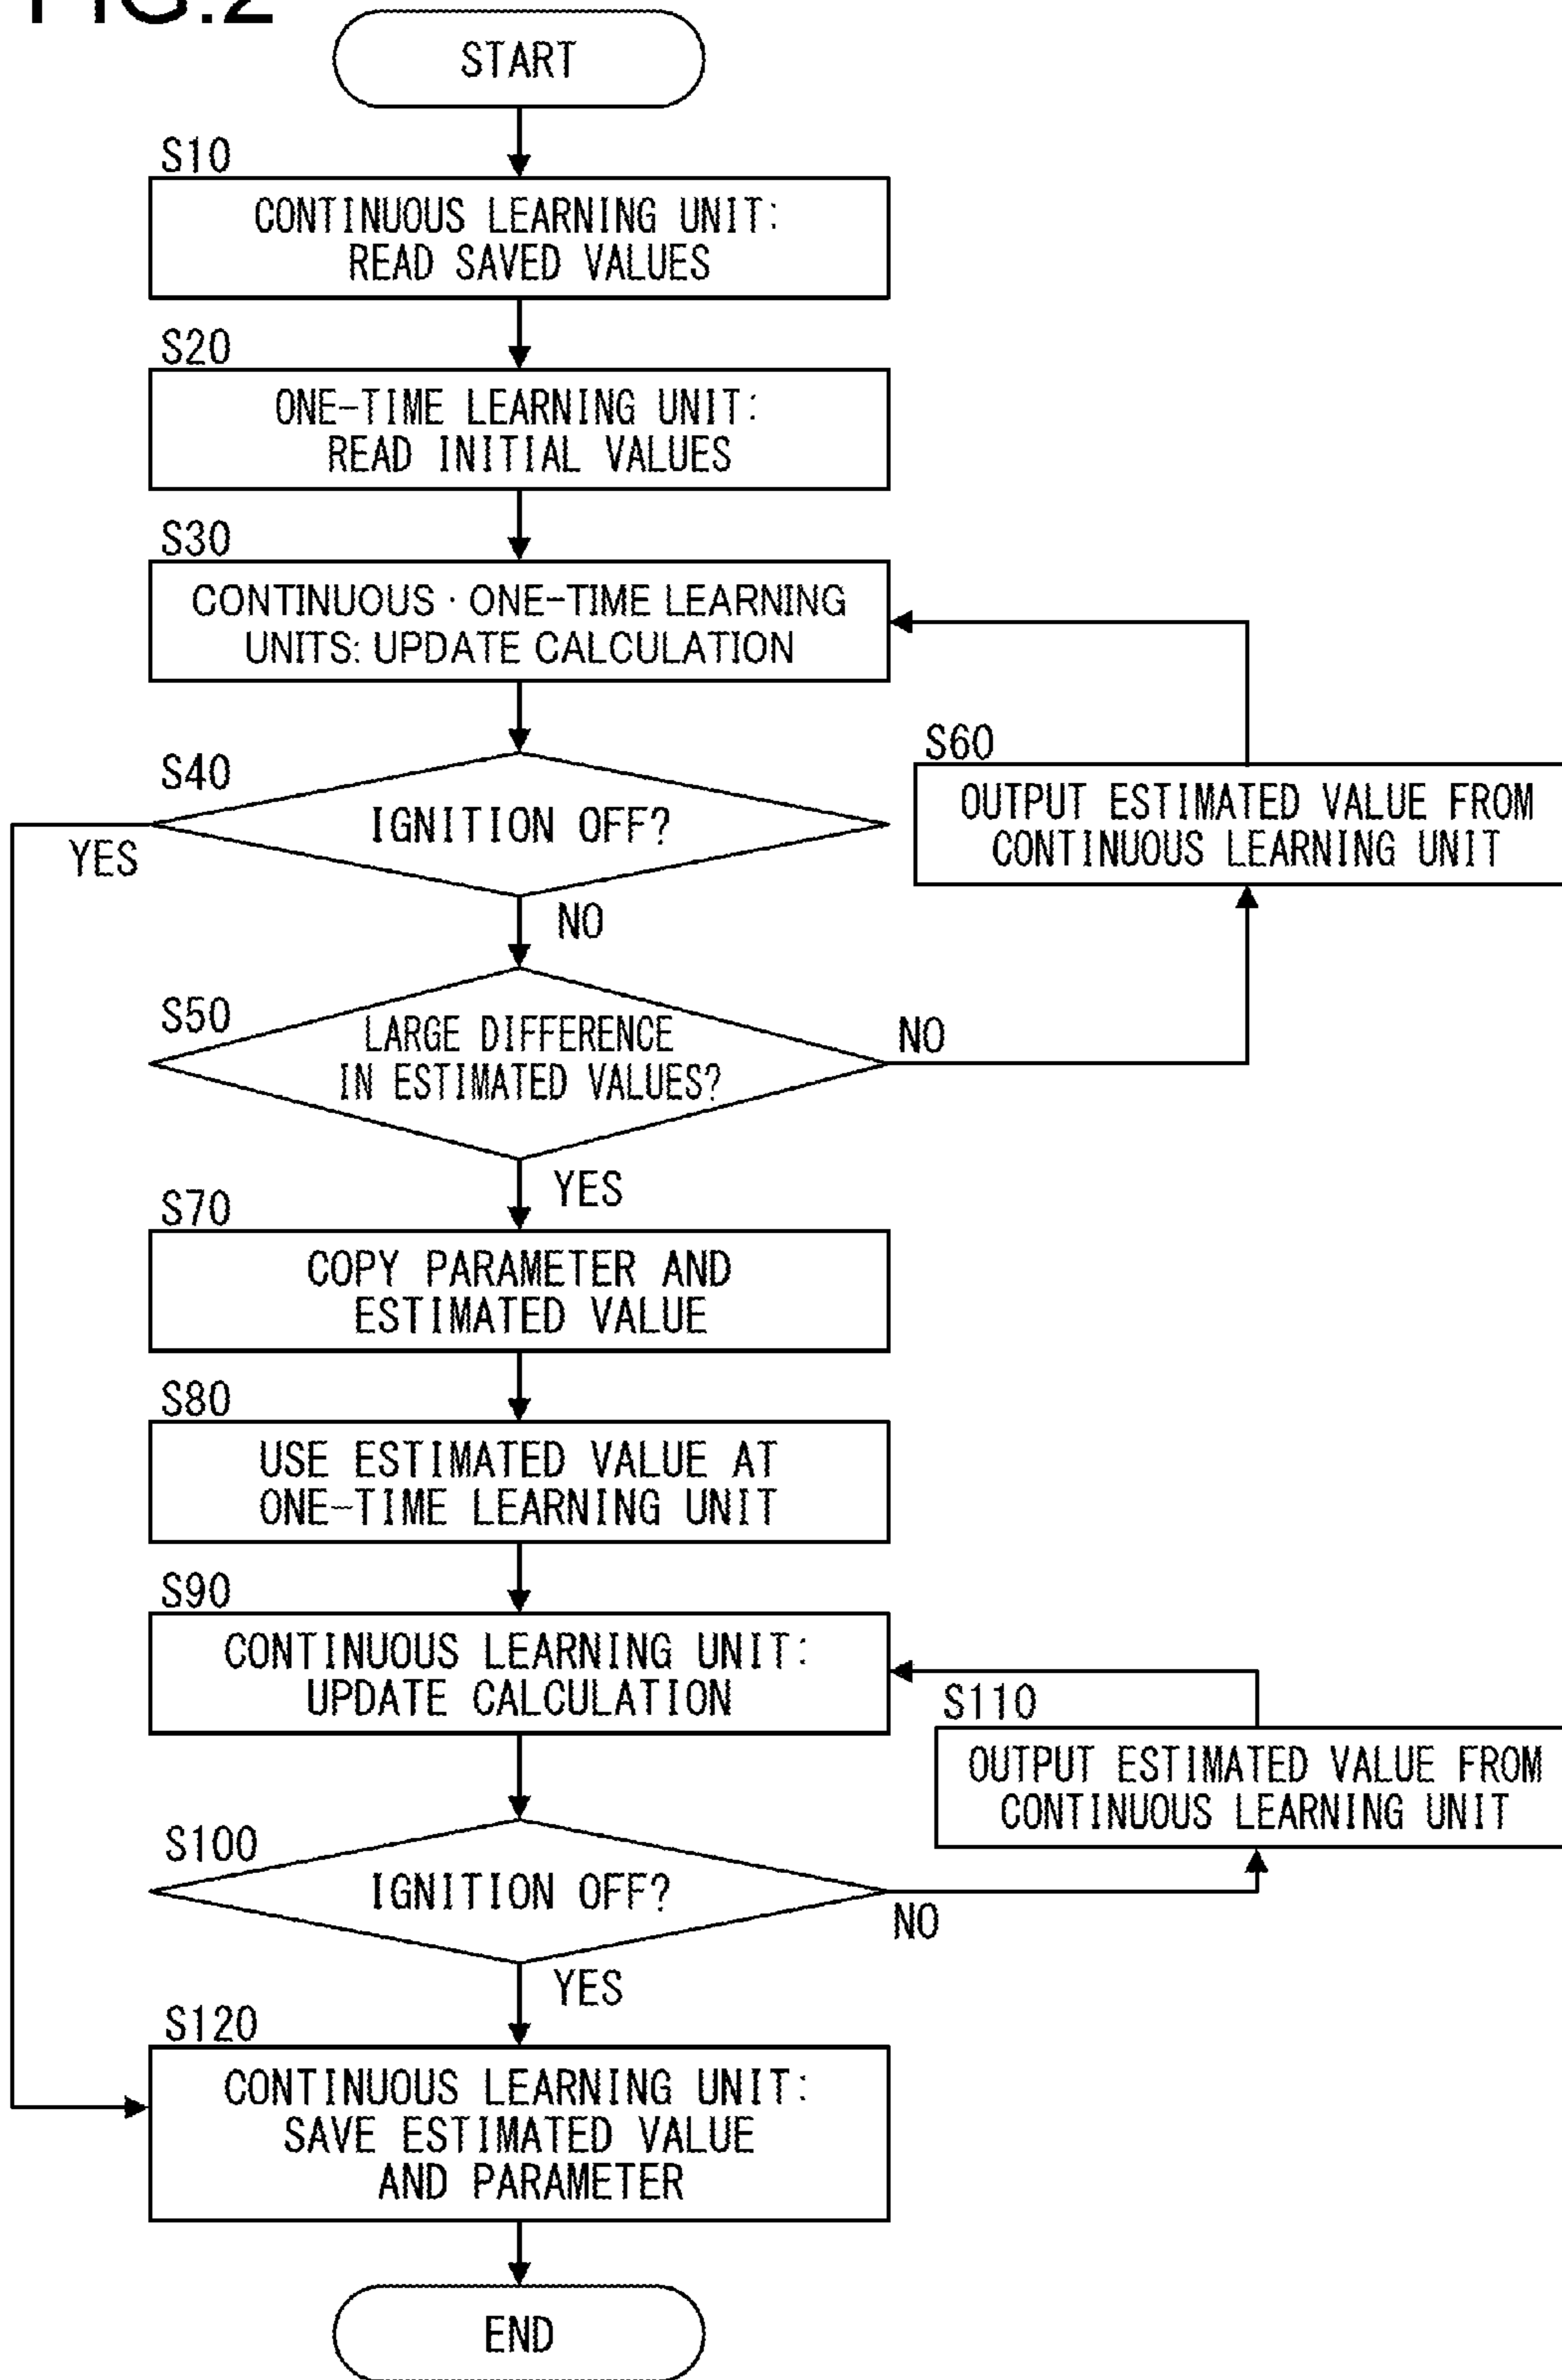 FIG.2
START
S10
CONTINUOUS LEARNING UNIT:
READ SAVED VALUES
S20
ONE-TIME LEARNING UNIT:
READ INITIAL VALUES
S30
CONTINUOUS · ONE-TIME LEARNING
UNITS: UPDATE CALCULATION
S40
IGNITION OFF?
YES
NO
S60
OUTPUT ESTIMATED VALUE FROM
CONTINUOUS LEARNING UNIT
S50
LARGE DIFFERENCE
IN ESTIMATED VALUES?
NO
YES
S70
COPY PARAMETER AND
ESTIMATED VALUE
S80
USE ESTIMATED VALUE AT
ONE-TIME LEARNING UNIT
S90
CONTINUOUS LEARNING UNIT:
UPDATE CALCULATION
S110
OUTPUT ESTIMATED VALUE FROM
CONTINUOUS LEARNING UNIT
S100
IGNITION OFF?
NO
YES
S120
CONTINUOUS LEARNING UNIT:
SAVE ESTIMATED VALUE
AND PARAMETER
END